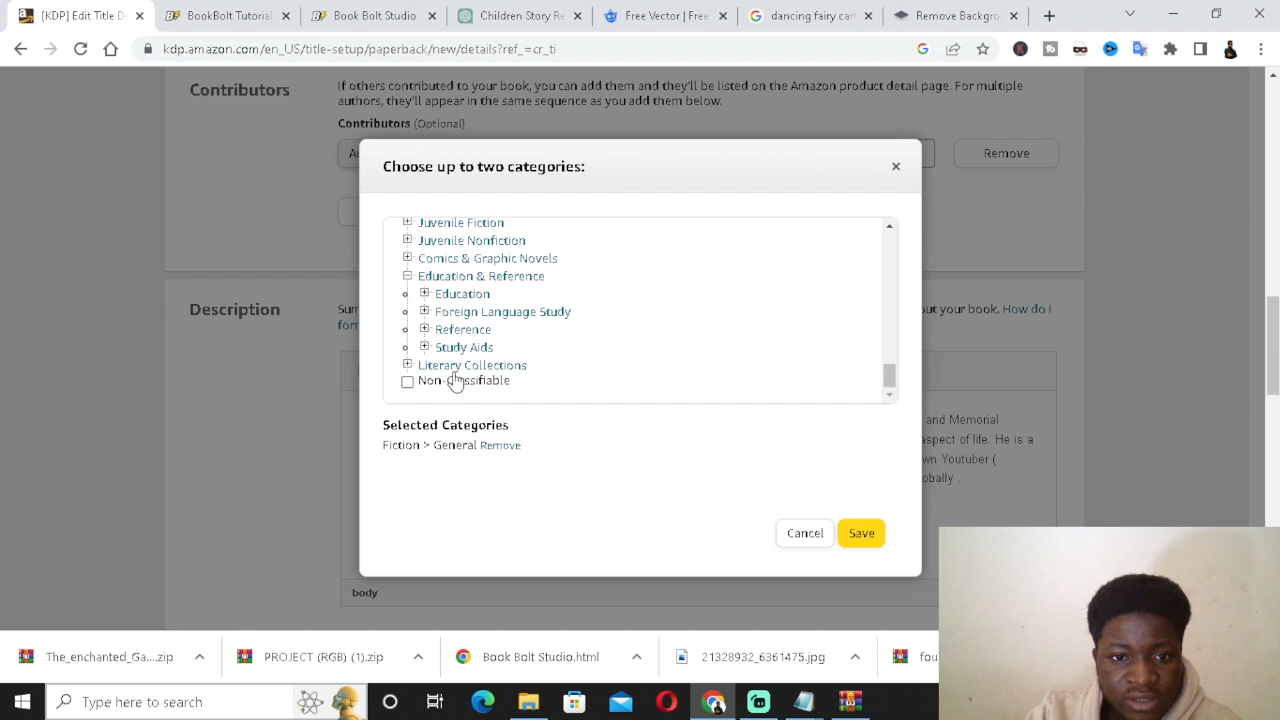 [KDP] Edit Title D
BookBolt Tutorial
Book Bolt Studio
Children Story Re
Free Vector | Free
dancing fairy car
Remove Backgro
kdp.amazon.com/en_US/title-setup/paperback/new/details?ref_=cr_ti
Contributors
If others contributed to your book, you can add them and they'll be listed on the Amazon product detail page. For multiple
authors, they'll appear in the same sequence as you add them below.
Contributors (Optional)
Remove
Choose up to two categories:
Juvenile Fiction
Juvenile Nonfiction
Comics & Graphic Novels
Education & Reference
Education
Foreign Language Study
Reference
Study Aids
Literary Collections
Non-classifiable
Selected Categories
Fiction > General Remove
Cancel
Save
Description
Sum
out your book. How do I
for
and Memorial
aspect of life. He is a
wn Youtuber (
obally .
body
The_enchanted_Ga....zip
PROJECT (RGB) (1).zip
Book Bolt Studio.html
21328932_6361475.jpg
fou
Type here to search